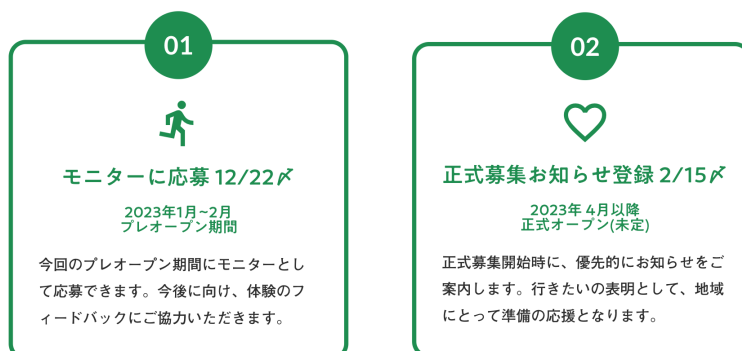 01
モニターに応募 12/22〆
2023年1月~2月
プレオープン期間
今回のプレオープン期間にモニターとし
て応募できます。今後に向け、体験のフ
ィードバックにご協力いただきます。
02
正式募集お知らせ登録 2/15〆
2023年 4月以降
正式オープン(未定)
正式募集開始時に、優先的にお知らせをご
案内します。行きたいの表明として、地域
にとって準備の応援となります。